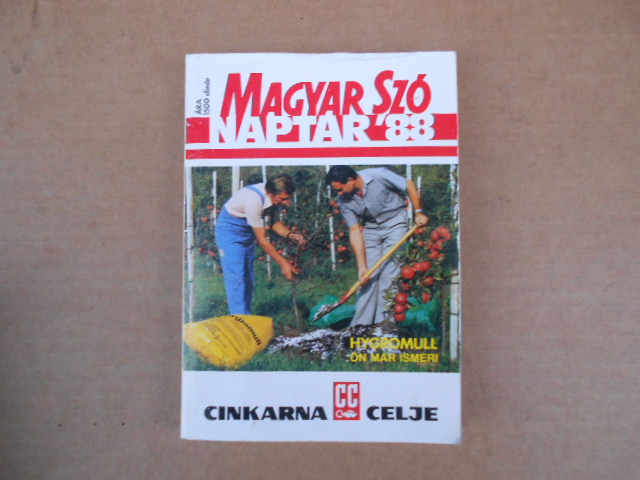 ÁRA
1500 dinár
MAGYAR SZÓ
NAPTÁR '88
HYGROMULL
ÖN MÁR ISMERI
CINKARNA CC CELJE